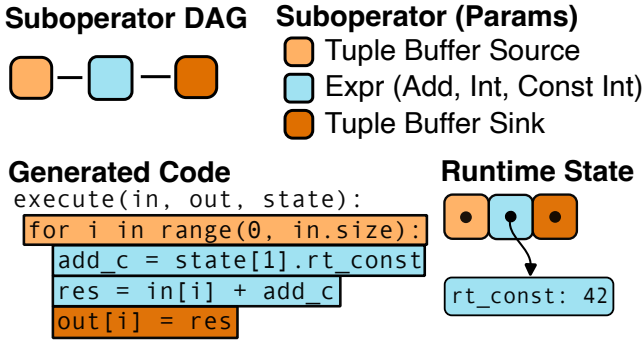 Suboperator DAG
Suboperator (Params)
Tuple Buffer Source
Expr (Add, Int, Const Int)
Tuple Buffer Sink
Generated Code
execute(in, out, state):
for i in range(0, in.size):
add_c = state[1].rt_const
res = in[i] + add_c
out[i] = res
Runtime State
rt_const: 42